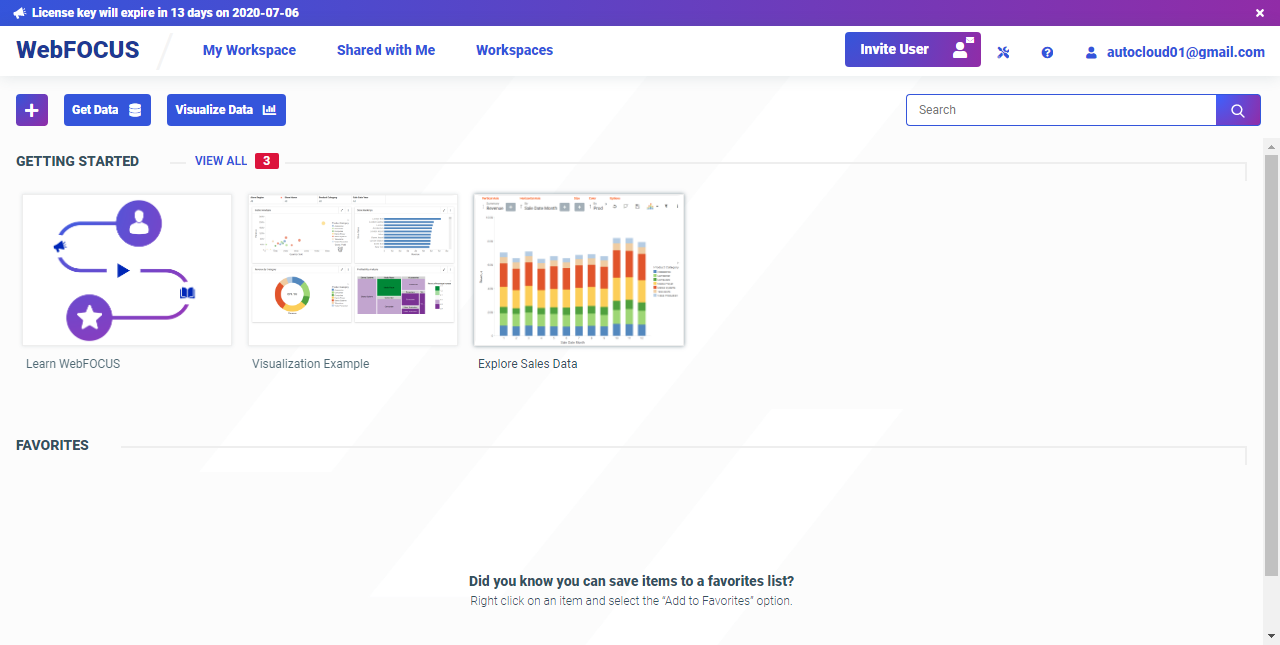 License key will expire in 13 days on 2020-07-06
WebFOCUS
My Workspace
Shared with Me
Workspaces
Invite User
autocloud01@gmail.com
Get Data
Visualize Data
Search
GETTING STARTED
VIEW ALL 3
Learn WebFOCUS
Visualization Example
Explore Sales Data
FAVORITES
Did you know you can save items to a favorites list?
Right click on an item and select the “Add to Favorites” option.